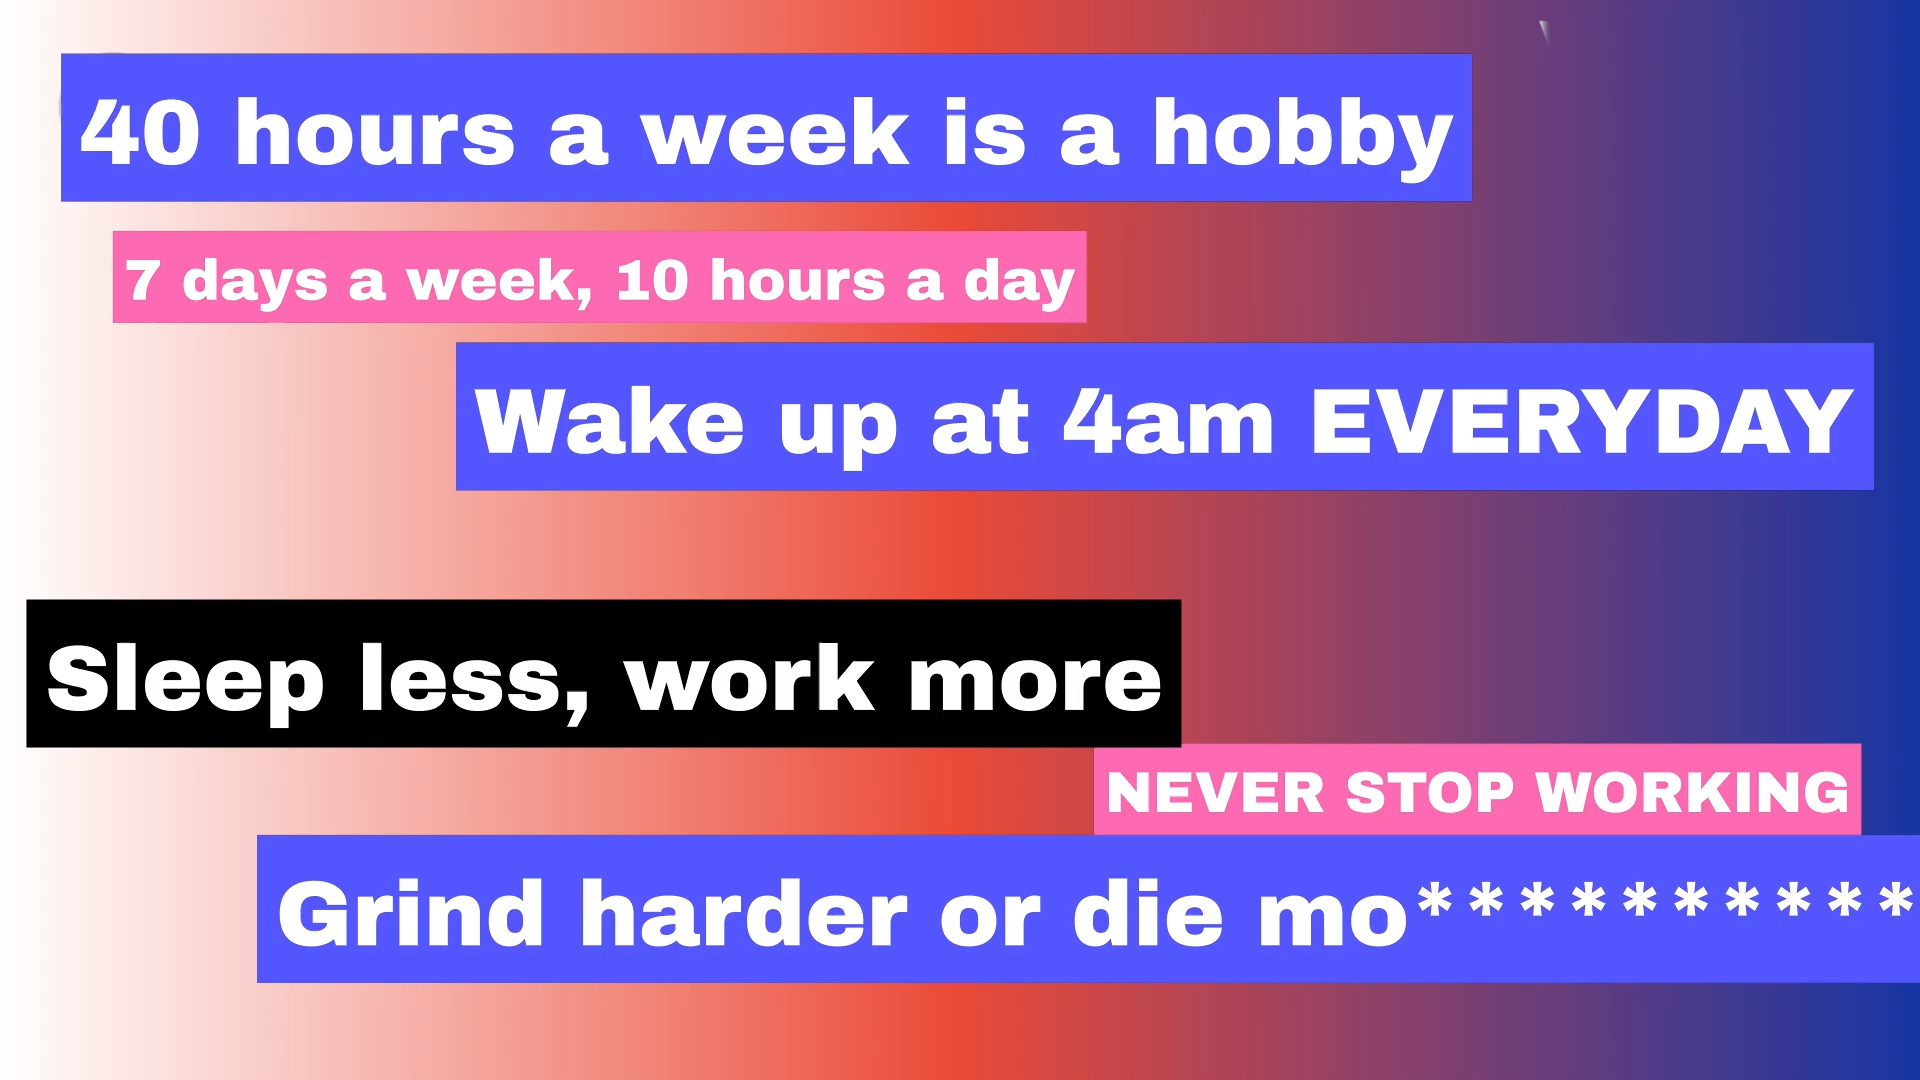 40 hours a week is a hobby
7 days a week, 10 hours a day
Wake up at 4am EVERYDAY
Sleep less, work more
NEVER STOP WORKING
Grind harder or die mo**********